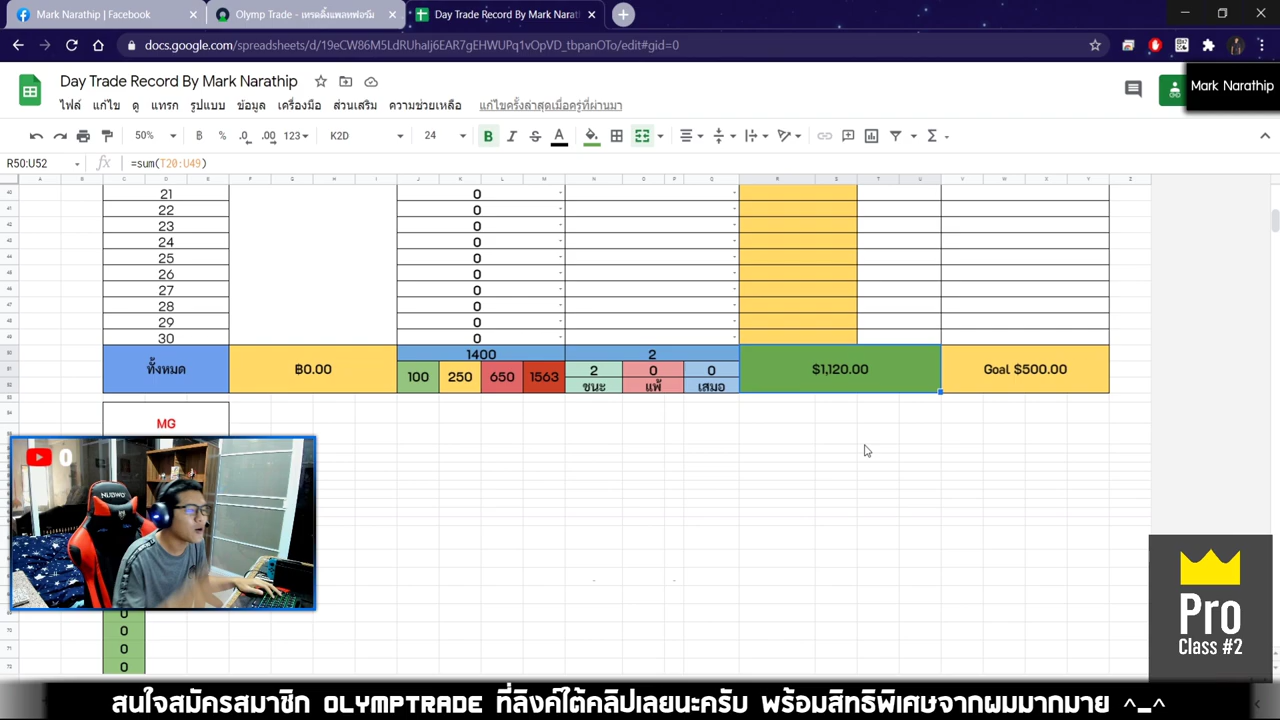 Mark Narathip | Facebook
Olymp Trade - เทรดดิ้งแพลทฟอร์ม
Day Trade Record By Mark Narat
docs.google.com/spreadsheets/d/19eCW86M5LdRUhaIj6EAR7gEHWUPq1vOpVD_tbpanOTo/edit#gid=0
Day Trade Record By Mark Narathip
Mark Narathip
ไฟล์ แก้ไข ดู แทรก รูปแบบ ข้อมูล เครื่องมือ ส่วนเสริม ความช่วยเหลือ แก้ไขครั้งล่าสุดเมื่อครู่ที่ผ่านมา
50% ฿ % .0 .00 123 K2D 24 B I S A
R50:U52 fx =sum(T20:U49)
21 0
22 0
23 0
24 0
25 0
26 0
27 0
28 0
29 0
30 0
ทั้งหมด ฿0.00 1400 2 $1,120.00 Goal $500.00
100 250 650 1563 2 0 0
ชนะ แพ้ เสมอ
MG
0
NUBWO
0
0
0
0
Pro
Class #2
สนใจสมัครสมาชิก OLYMPTRADE ที่ลิงค์ใต้คลิปเลยนะครับ พร้อมสิทธิพิเศษจากผมมากมาย ^_^